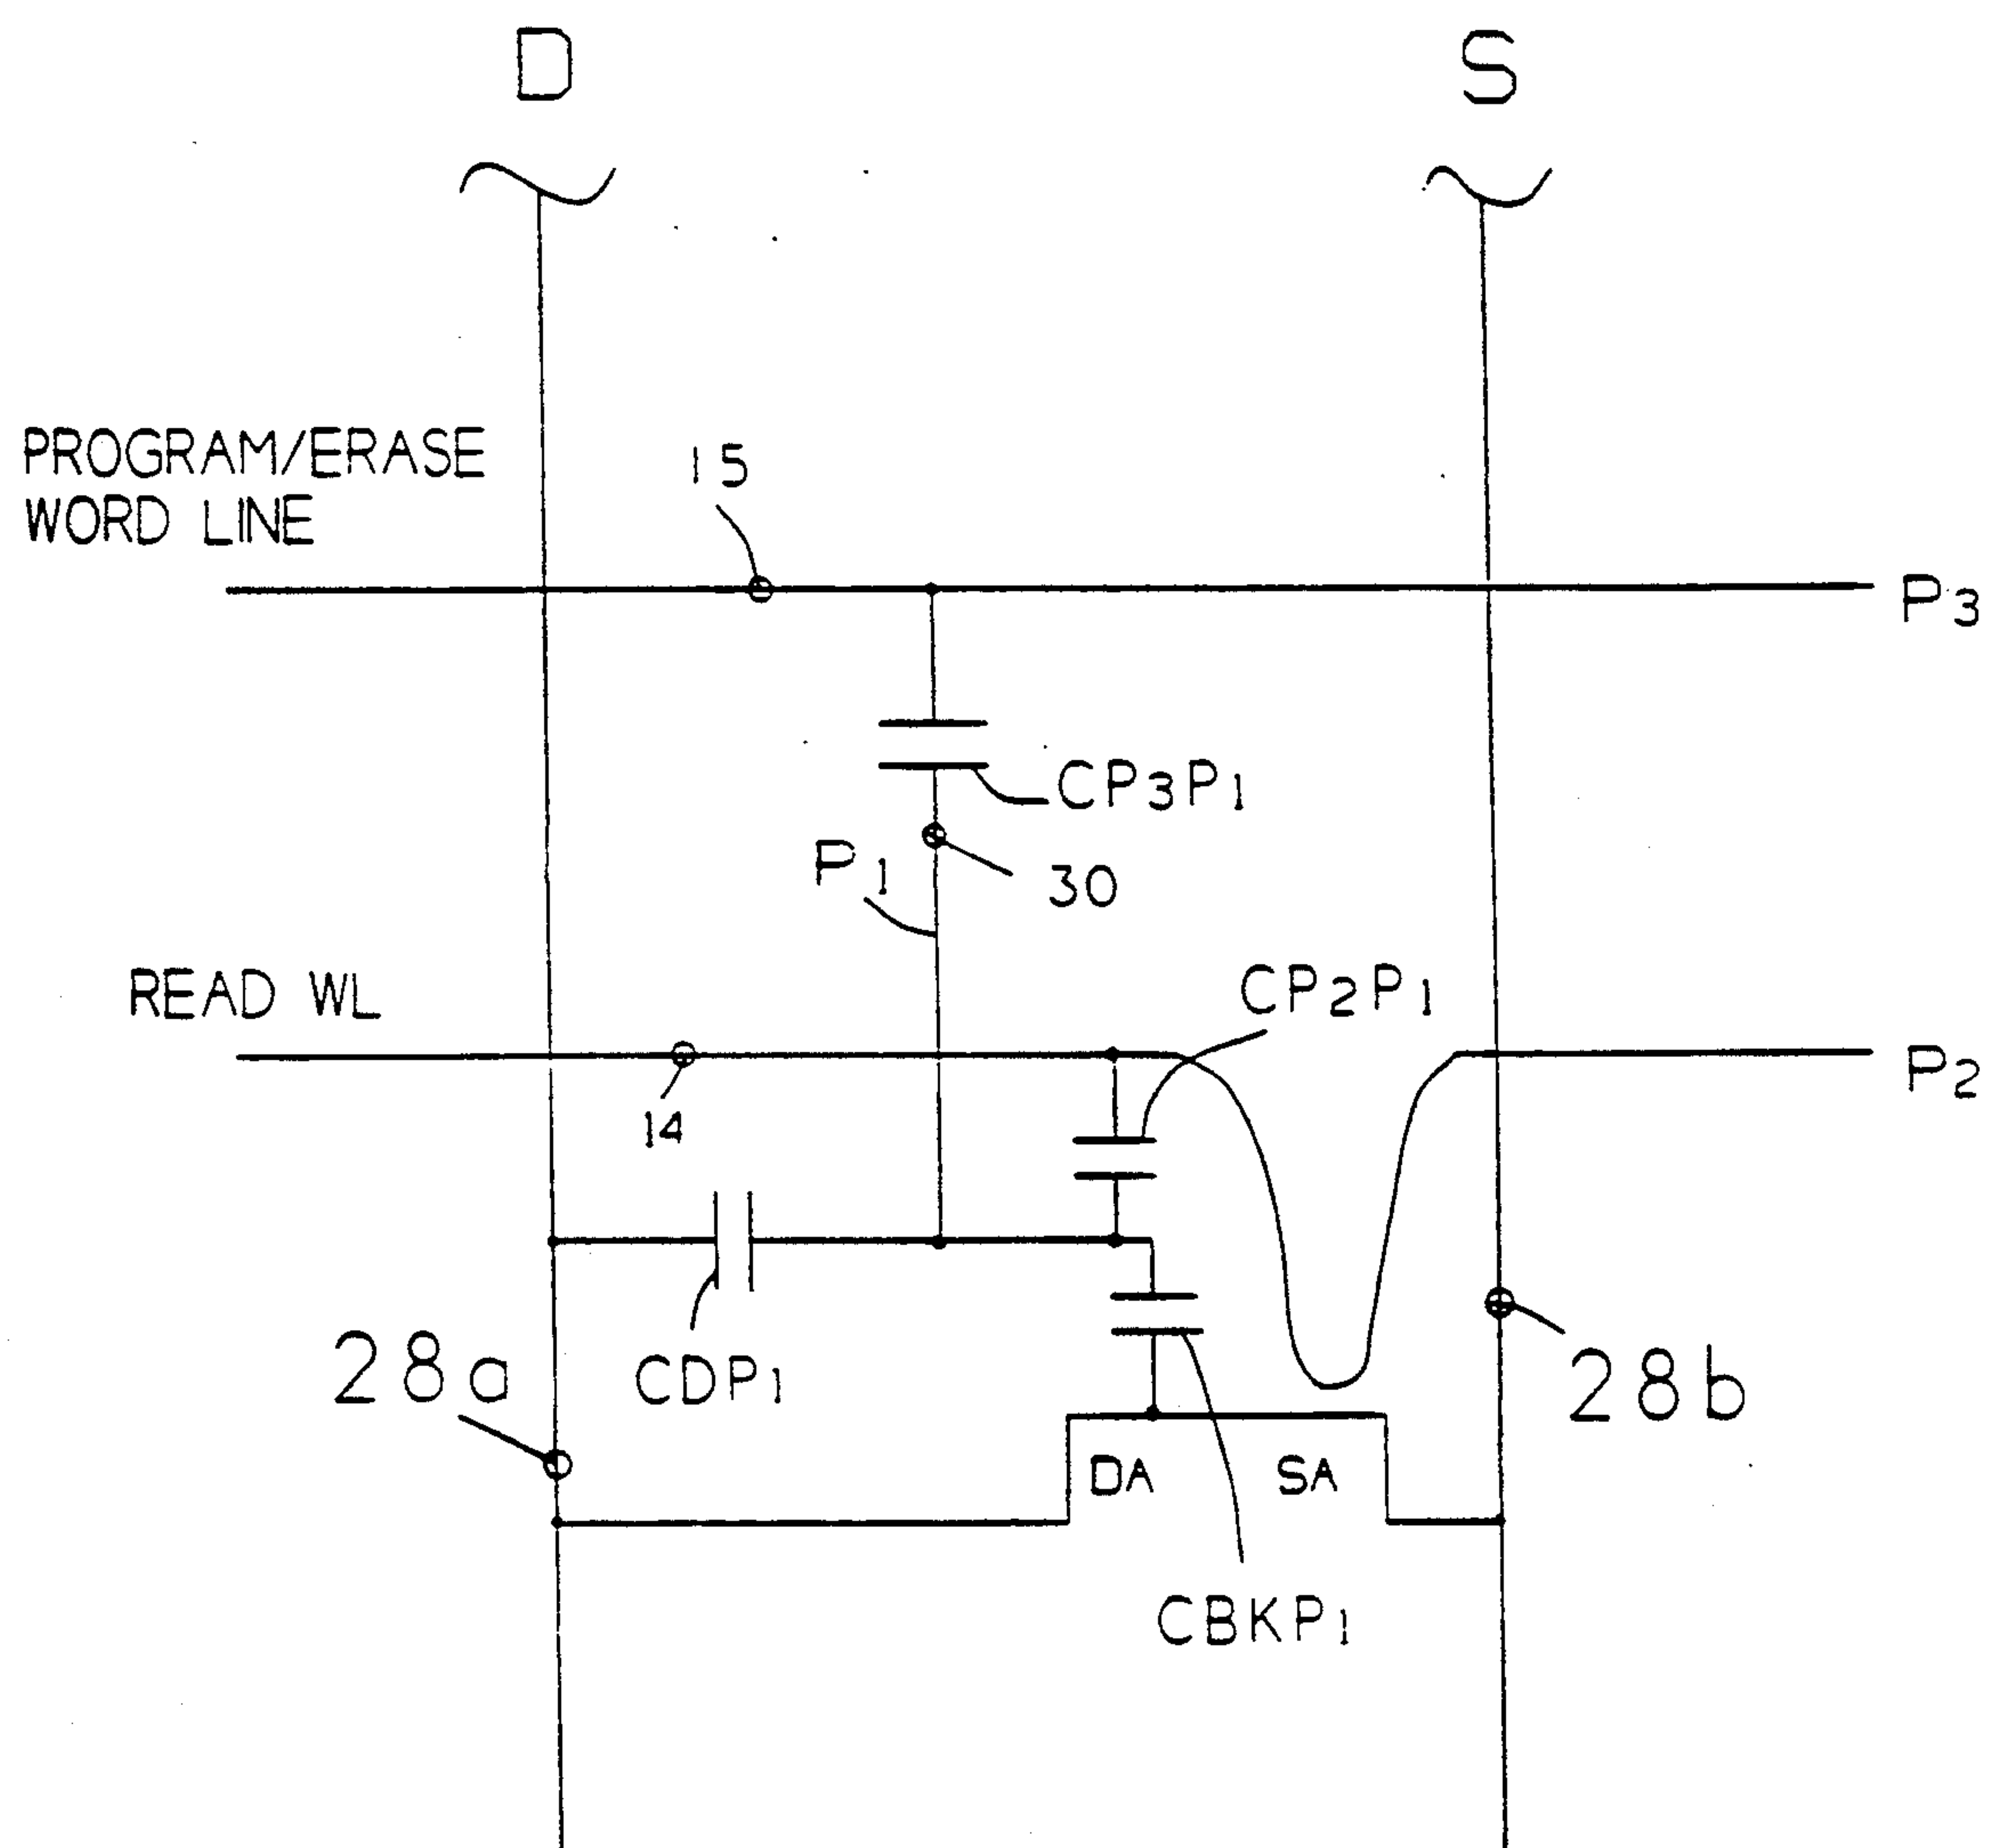 D
S
PROGRAM/ERASE
WORD LINE
15
P3
CP3P1
P1
30
READ WL
CP2P1
P2
14
28a
CDP1
28b
DA
SA
CBKP1